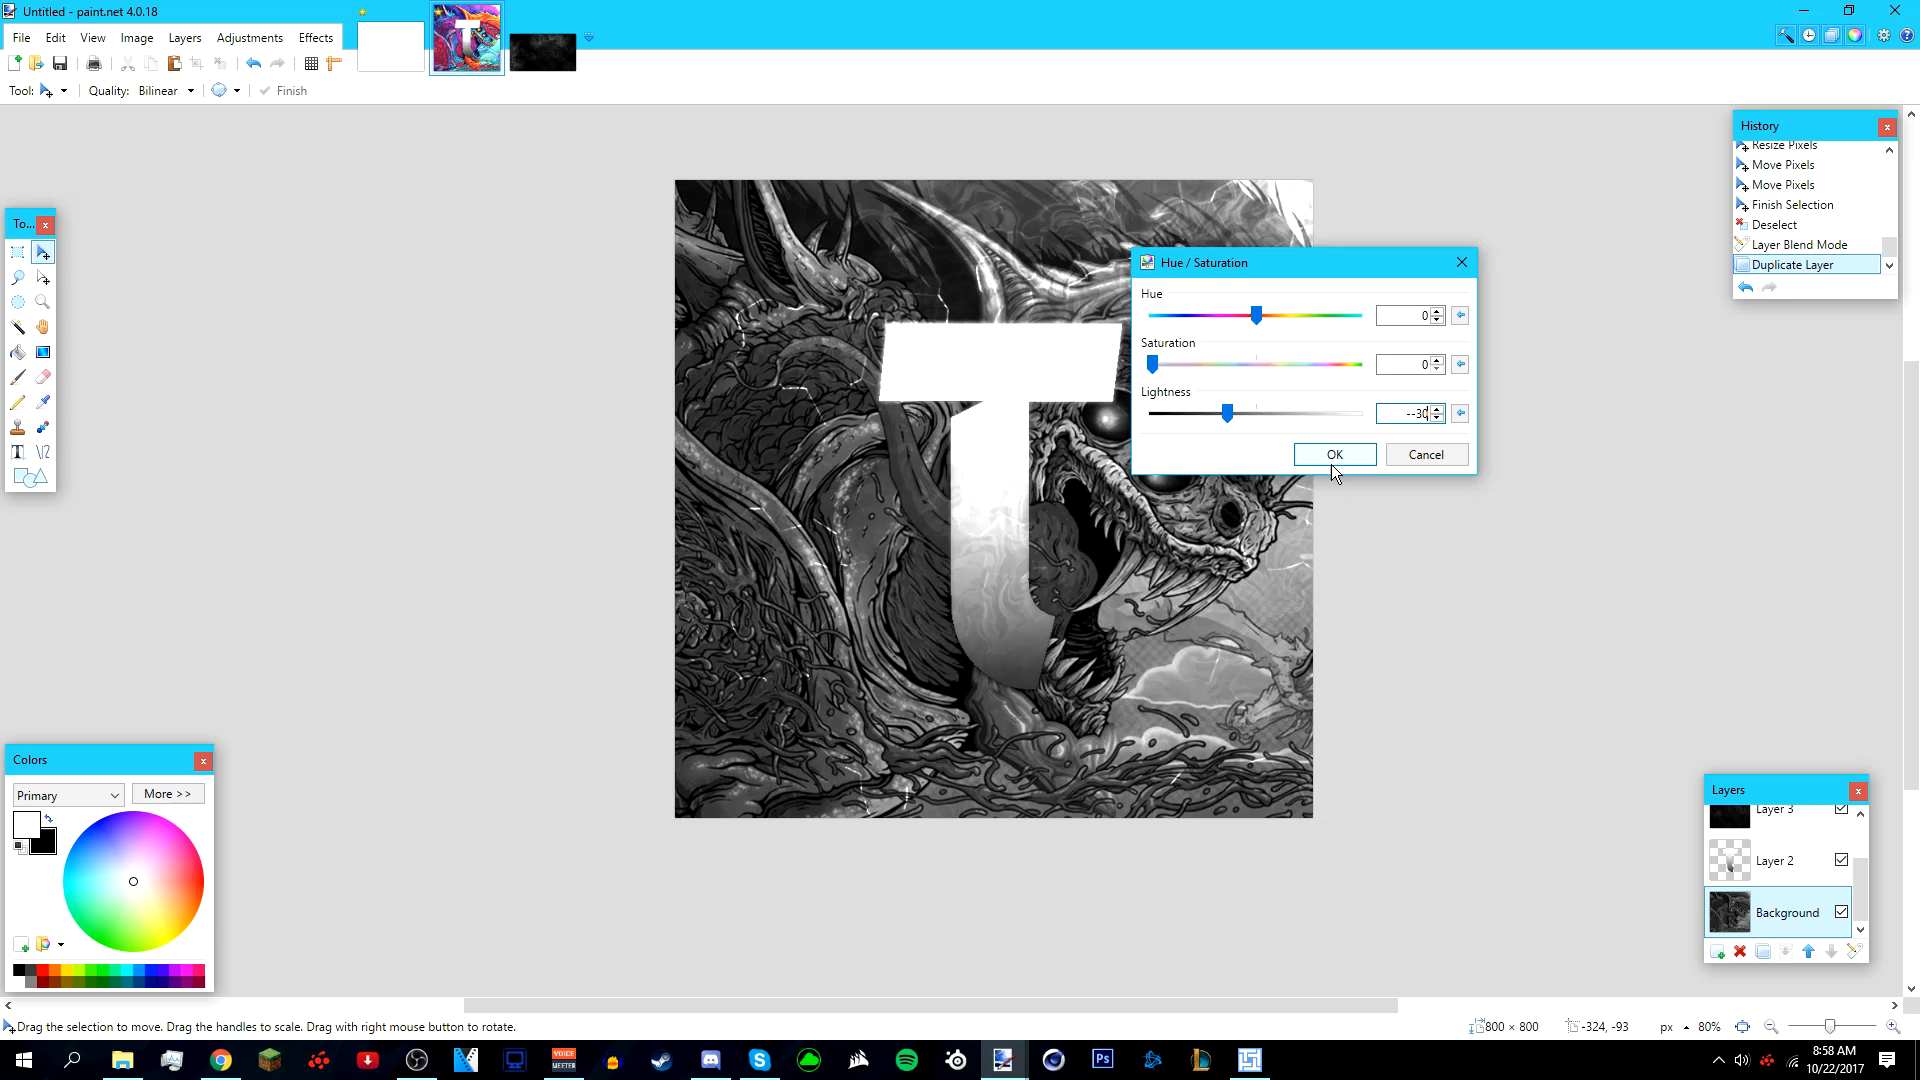 Untitled - paint.net 4.0.18
File Edit View Image Layers Adjustments Effects
Tool: Quality: Bilinear Finish
History
Resize Pixels
Move Pixels
Move Pixels
Finish Selection
Deselect
Layer Blend Mode
Duplicate Layer
To...
T
Hue / Saturation
Hue
0
Saturation
0
Lightness
--30
OK Cancel
Colors
Primary
More >>
Layers
Layer 3
Layer 2
Background
Drag the selection to move. Drag the handles to scale. Drag with right mouse button to rotate.
800 × 800 -324, -93 px 80%
VOICE
MEETER
Ps
8:58 AM
10/22/2017